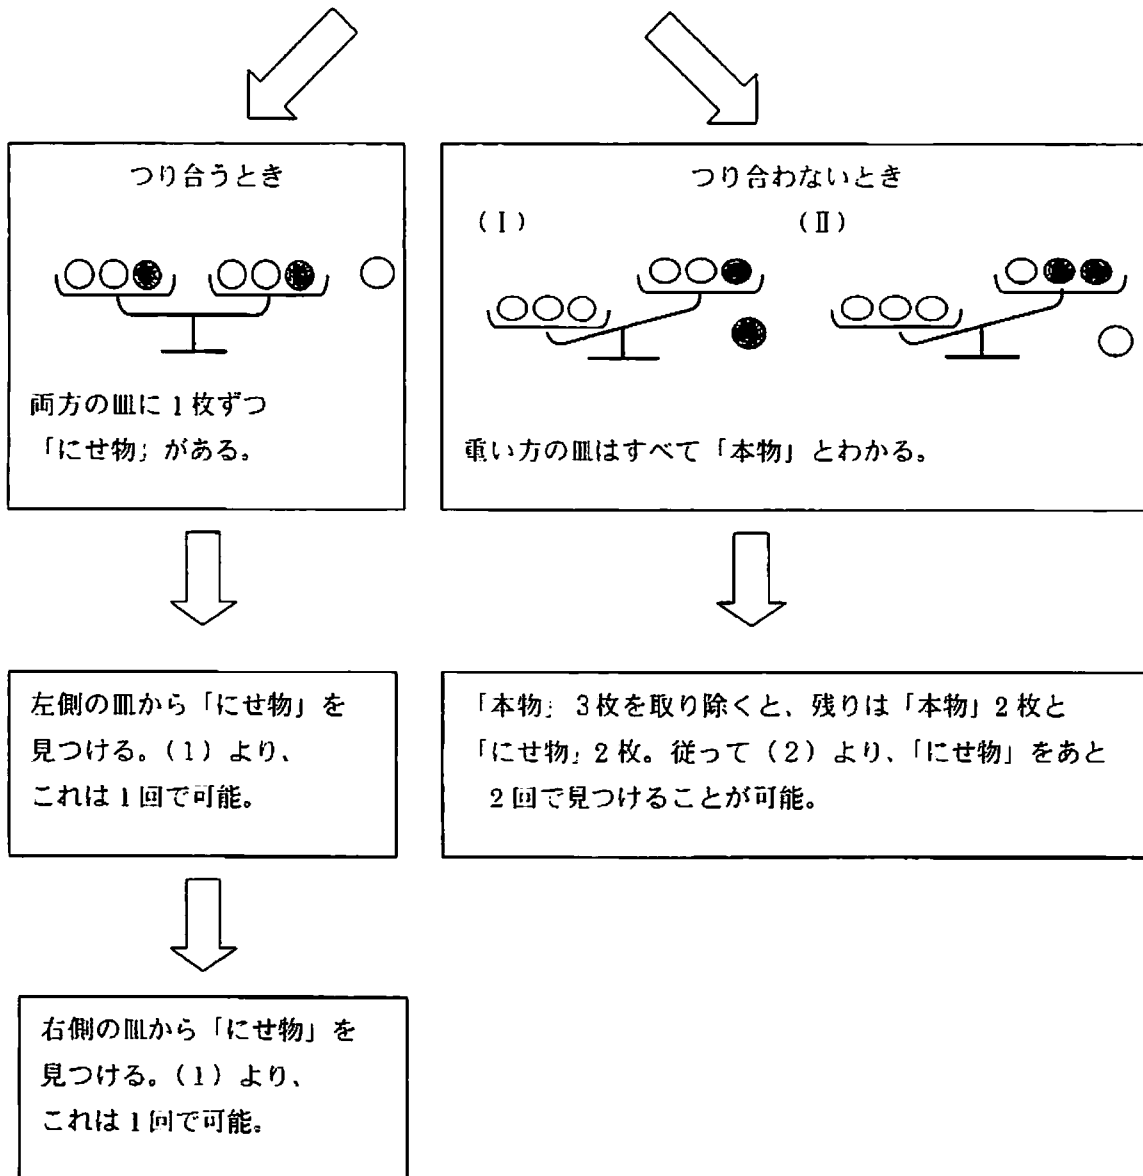 つり合うとき
両方の皿に1枚ずつ
「にせ物」がある。
つり合わないとき
(Ⅰ)
(Ⅱ)
重い方の皿はすべて「本物」とわかる。
左側の皿から「にせ物」を
見つける。(1)より、
これは1回で可能。
「本物」3枚を取り除くと、残りは「本物」2枚と
「にせ物」2枚。従って(2)より、「にせ物」をあと
2回で見つけることが可能。
右側の皿から「にせ物」を
見つける。(1)より、
これは1回で可能。